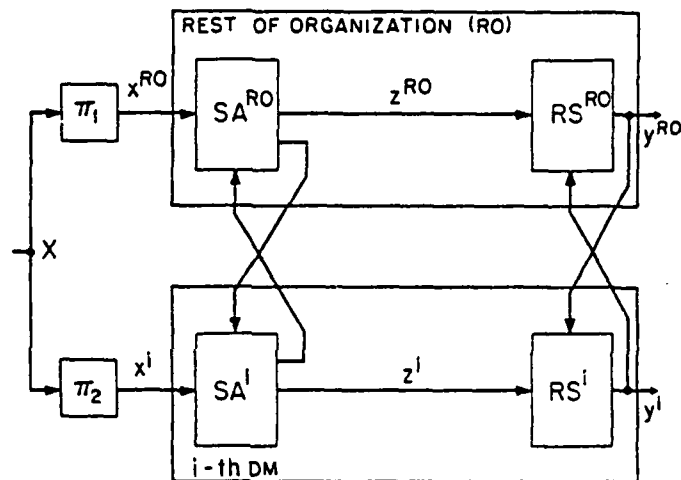 REST OF ORGANIZATION (RO)
π₁
x^RO
SA^RO
z^RO
RS^RO
y^RO
X
π₂
x^i
SA^i
z^i
RS^i
y^i
i-th DM